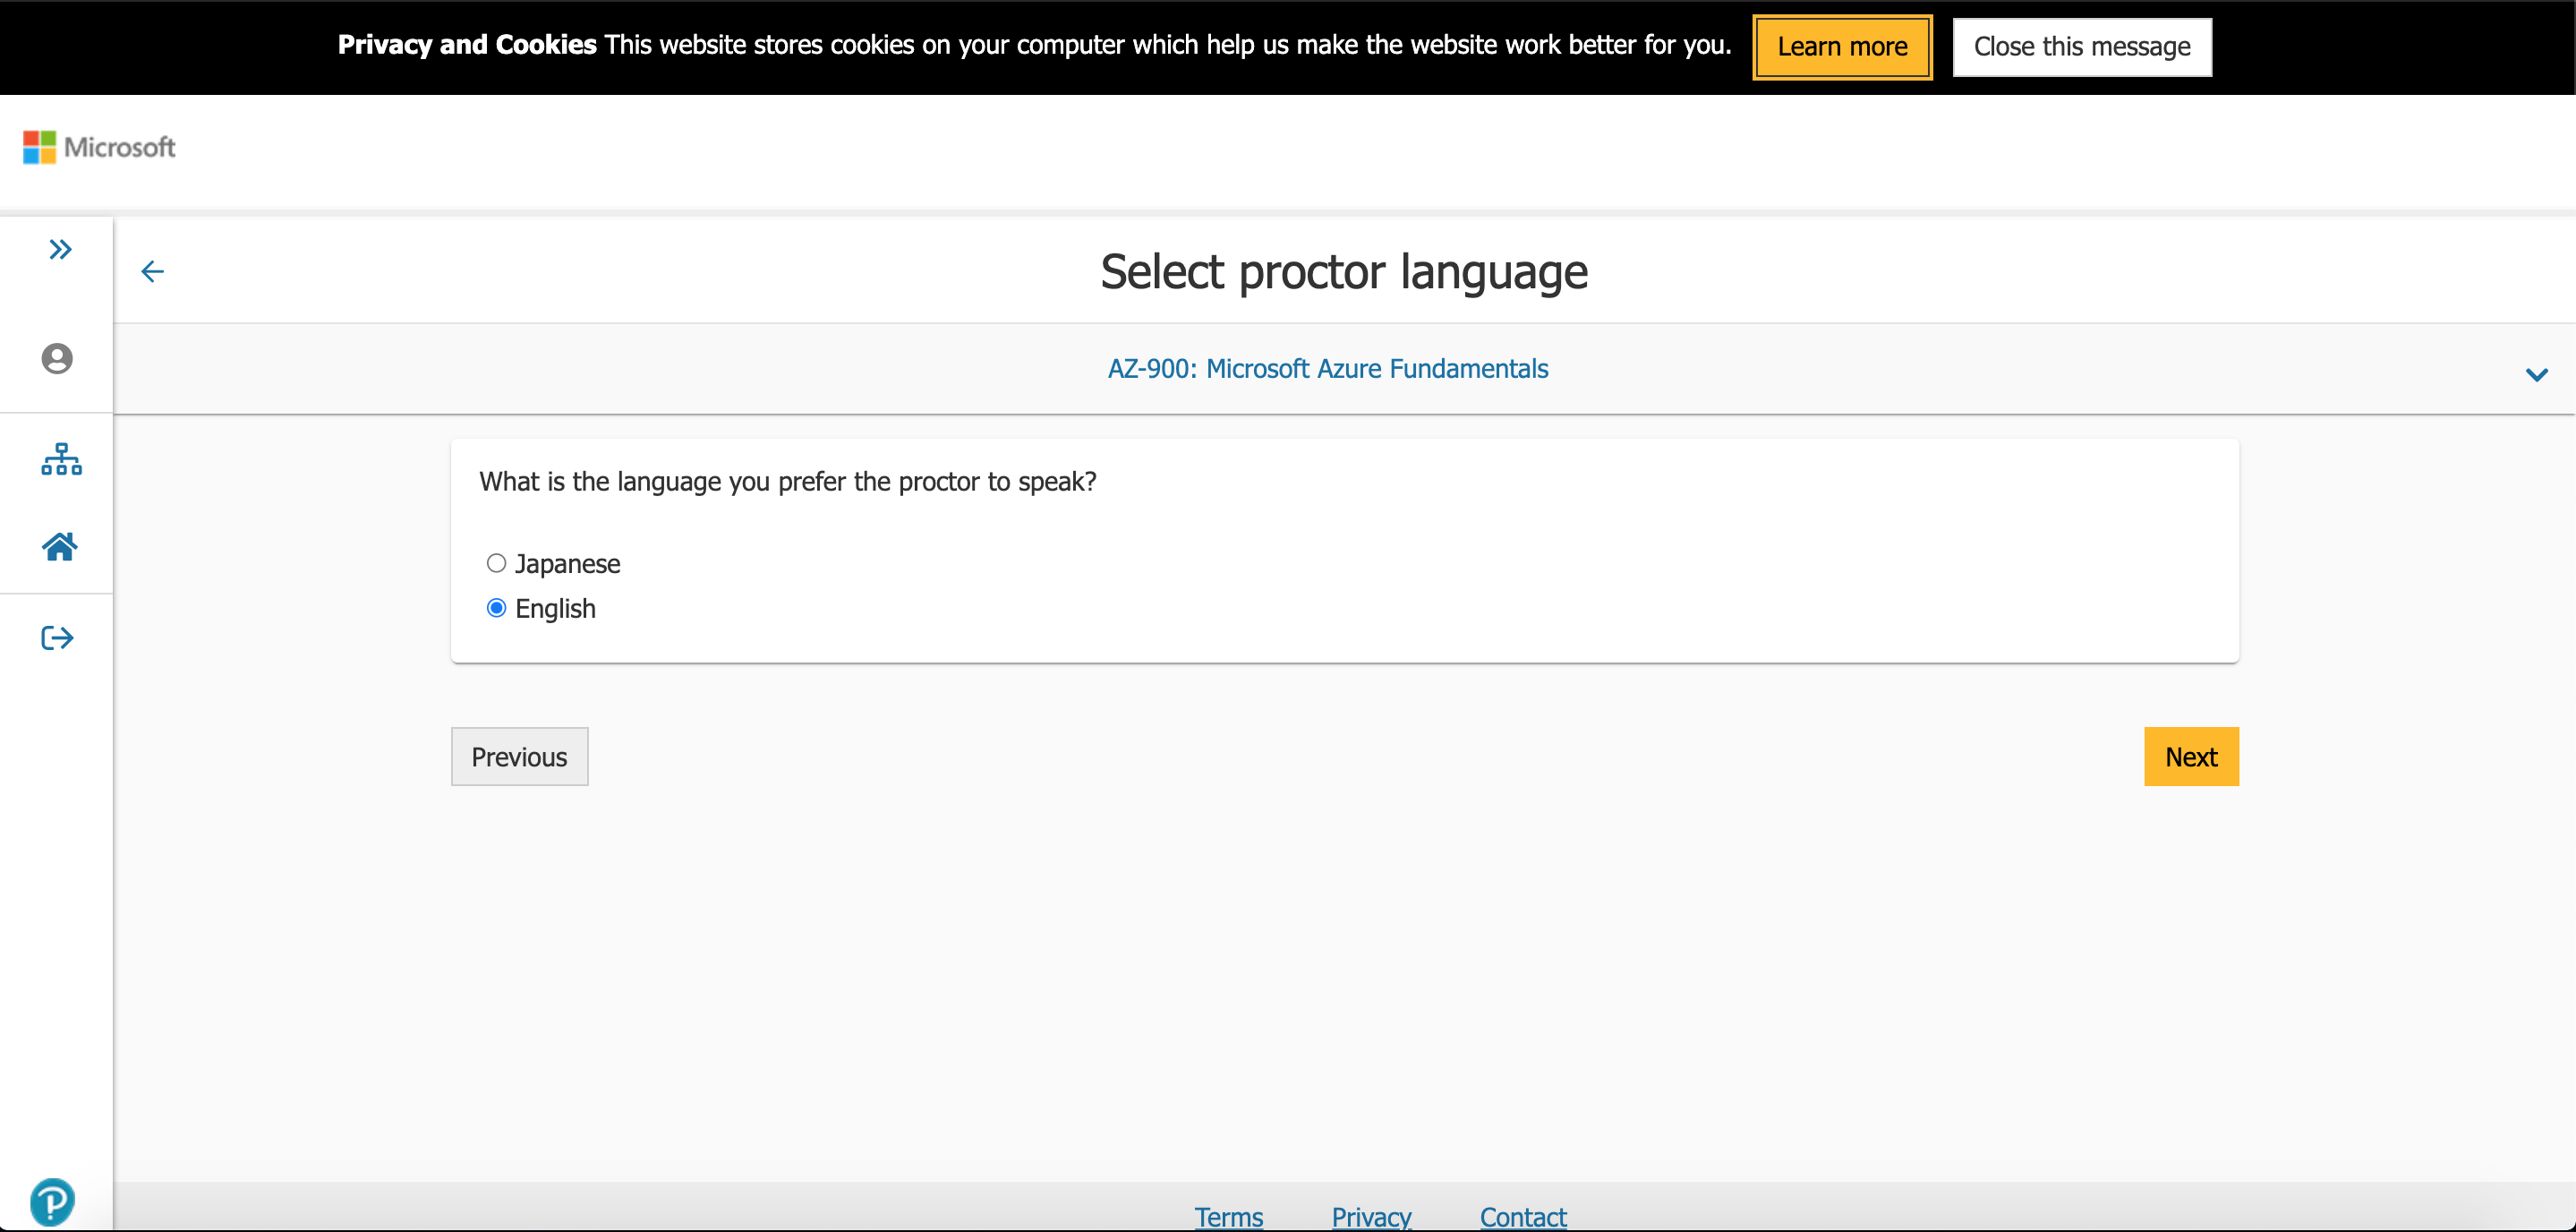 Privacy and Cookies This website stores cookies on your computer which help us make the website work better for you. Learn more Close this message
Microsoft
Select proctor language
AZ-900: Microsoft Azure Fundamentals
What is the language you prefer the proctor to speak?
Japanese
English
Previous Next
Terms Privacy Contact